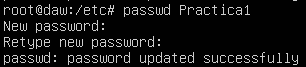 root@daw:/etc# passwd Practica1
New password:
Retype new password:
passwd: password updated successfully